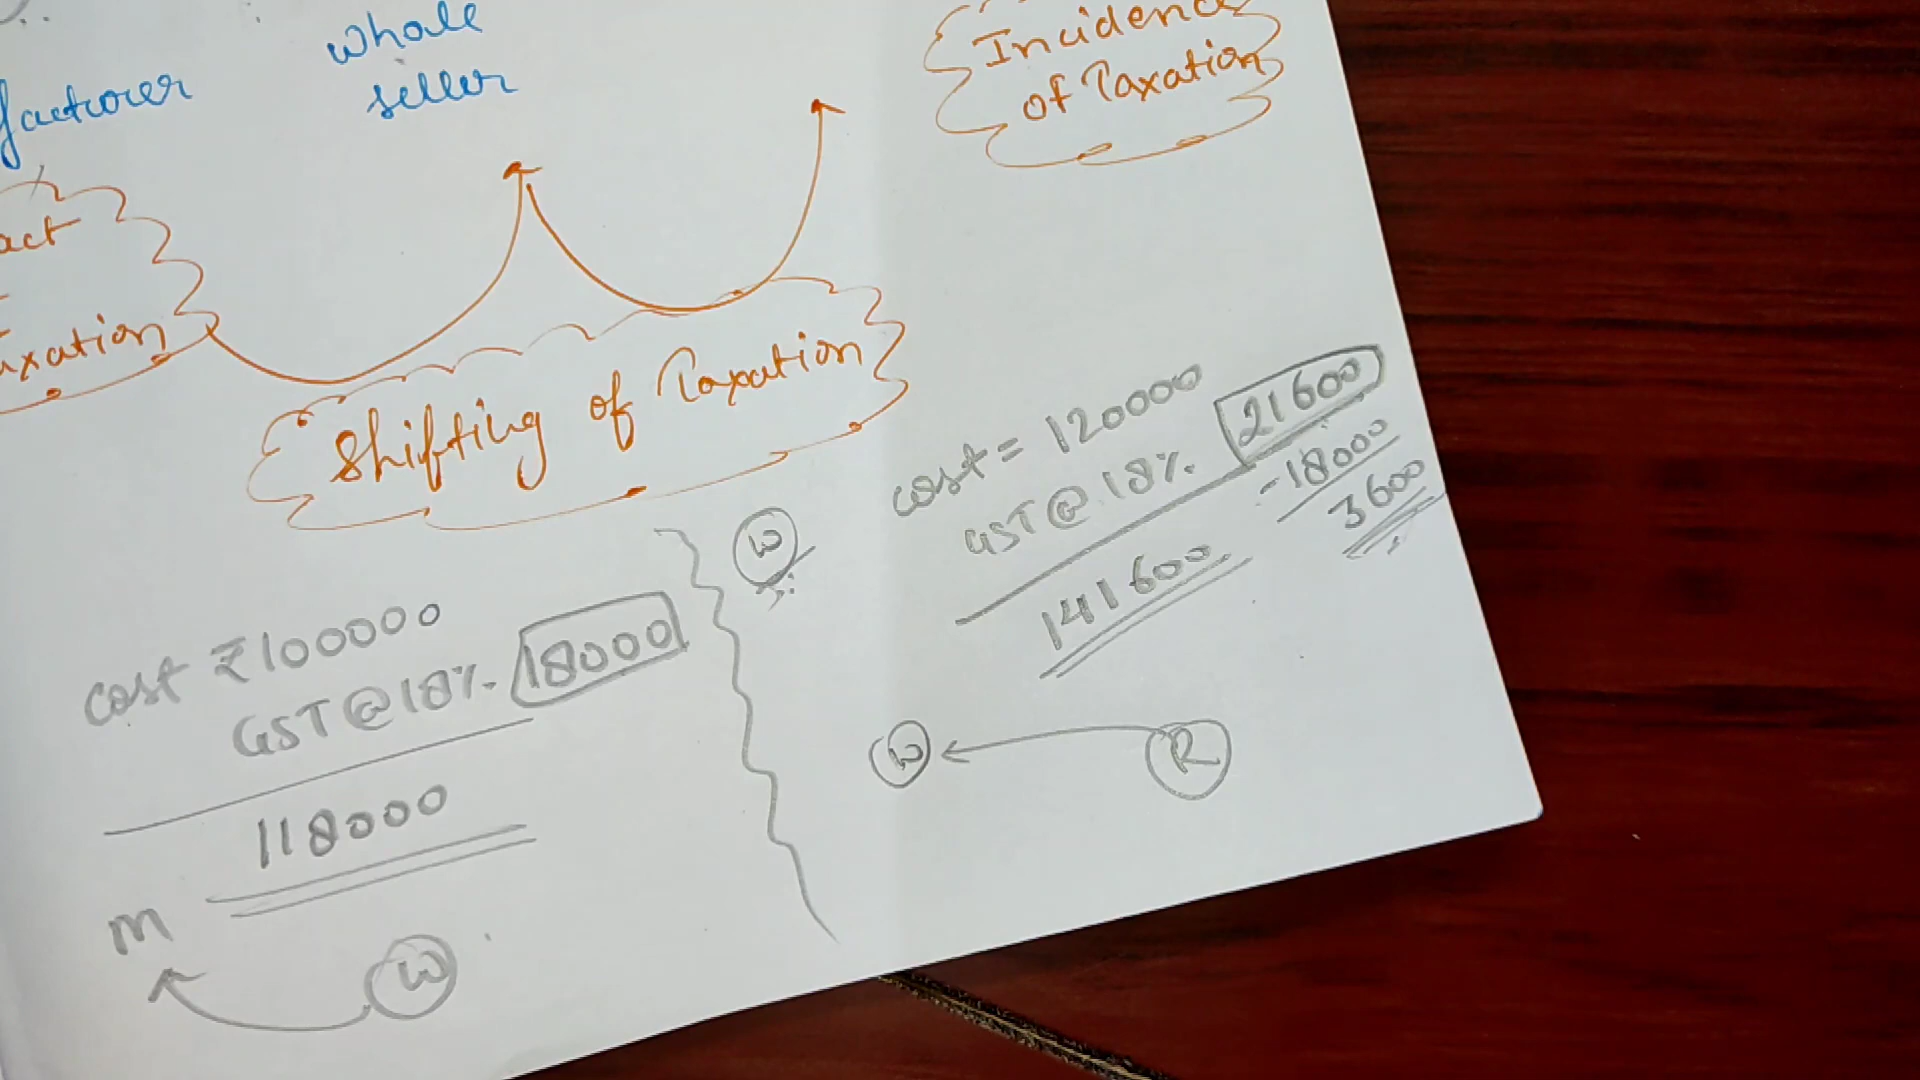 whole
seller
facturer
Incidence
of Taxation
act
axation
Shifting of Taxation
cost ₹100000
GST@18%. 18000
118000
m
W
W
cost = 120000
GST@ 18%. 21600
-18000
3600
141600
W
R